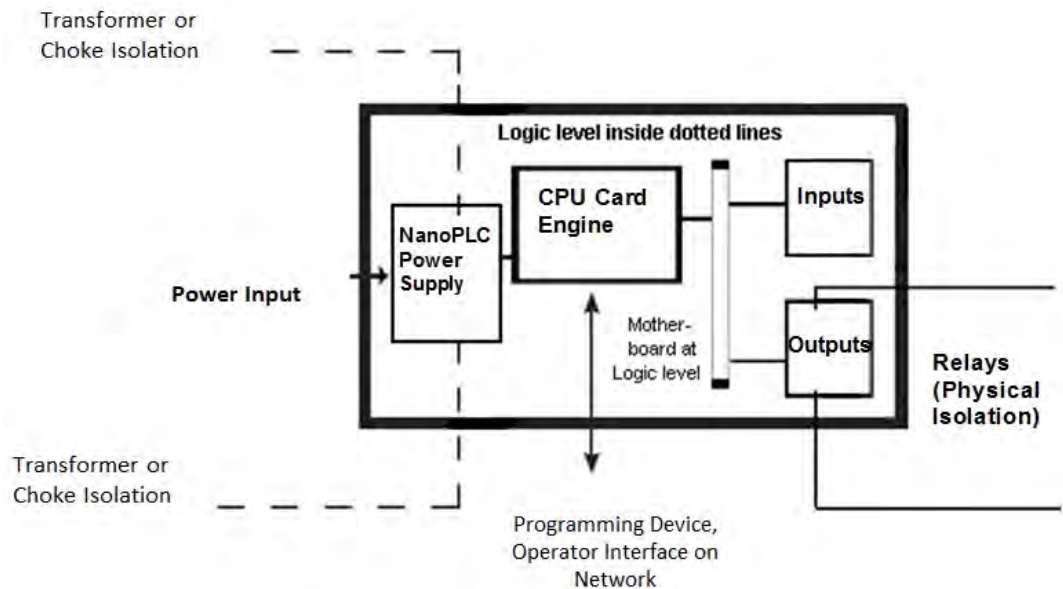 Transformer or
Choke Isolation
Logic level inside dotted lines
CPU Card
Engine
Inputs
NanoPLC
Power
Supply
Power Input
Mother-
board at
Logic level
Outputs
Relays
(Physical
Isolation)
Transformer or
Choke Isolation
Programming Device,
Operator Interface on
Network